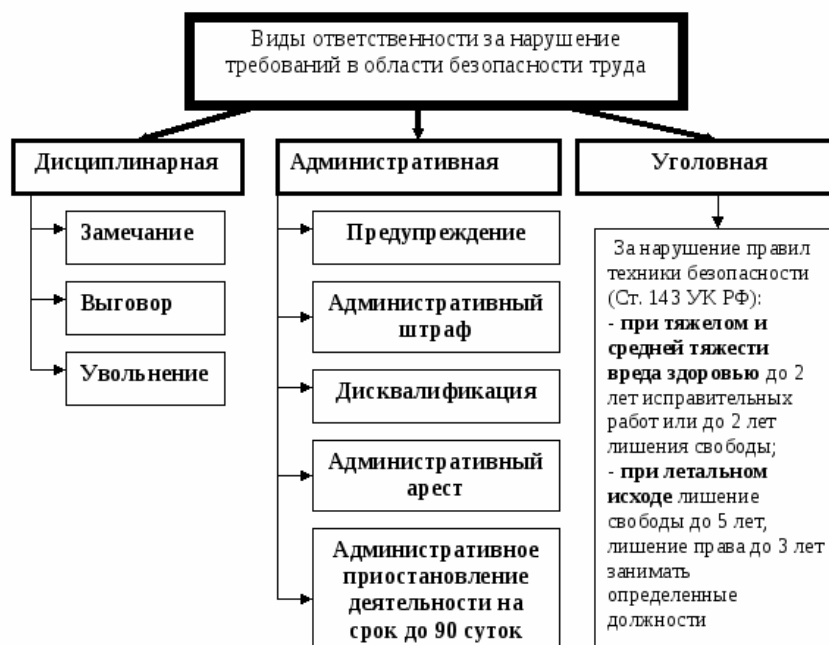 Виды ответственности за нарушение
требований в области безопасности труда
Дисциплинарная
Замечание
Выговор
Увольнение
Административная
Предупреждение
Административный
штраф
Дисквалификация
Административный
арест
Административное
приостановление
деятельности на
срок до 90 суток
Уголовная
За нарушение правил
техники безопасности
(Ст. 143 УК РФ):
- при тяжелом и
средней тяжести
вреда здоровью до 2
лет исправительных
работ или до 2 лет
лишения свободы;
- при летальном
исходе лишение
свободы до 5 лет,
лишение права до 3 лет
занимать
определенные
должности